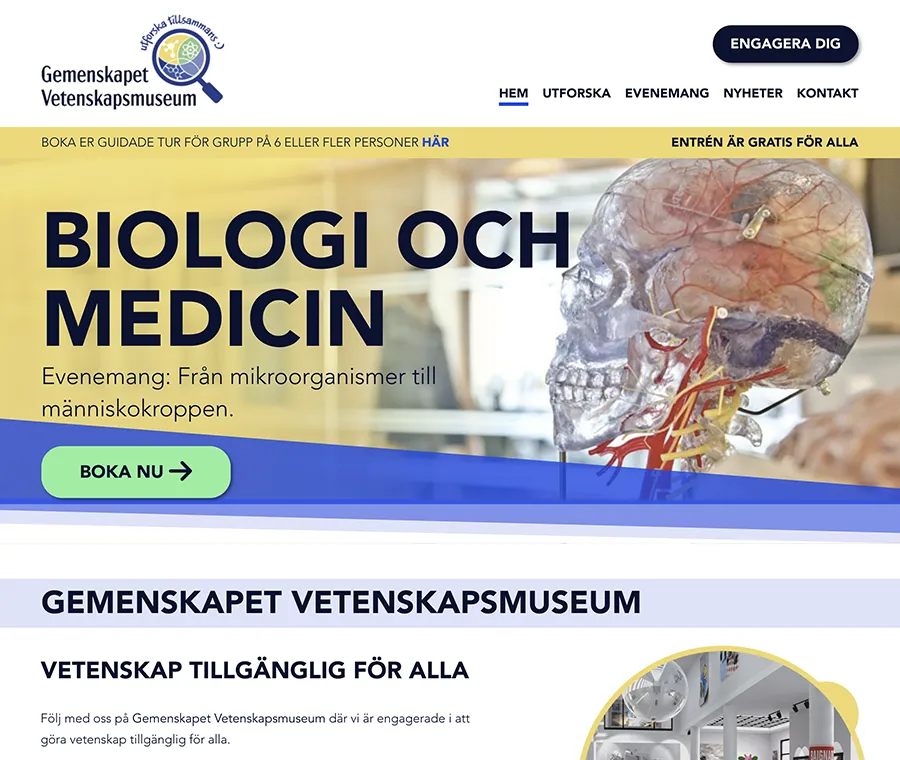 utforska tillsammans :)
Gemenskapet
Vetenskapsmuseum
ENGAGERA DIG
HEM UTFORSKA EVENEMANG NYHETER KONTAKT
BOKA ER GUIDADE TUR FÖR GRUPP PÅ 6 ELLER FLER PERSONER HÄR
ENTRÉN ÄR GRATIS FÖR ALLA
BIOLOGI OCH
MEDICIN
Evenemang: Från mikroorganismer till
människokroppen.
BOKA NU
GEMENSKAPET VETENSKAPSMUSEUM
VETENSKAP TILLGÄNGLIG FÖR ALLA
Följ med oss på Gemenskapet Vetenskapsmuseum där vi är engagerade i att
göra vetenskap tillgänglig för alla.